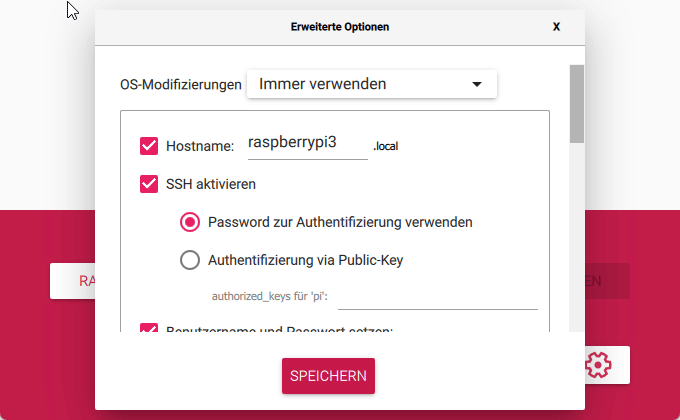 Erweiterte Optionen X
OS-Modifizierungen Immer verwenden
Hostname: raspberrypi3 .local
SSH aktivieren
Password zur Authentifizierung verwenden
Authentifizierung via Public-Key
RA EN
authorized_keys für 'pi':
Benutzername und Passwort setzen:
SPEICHERN